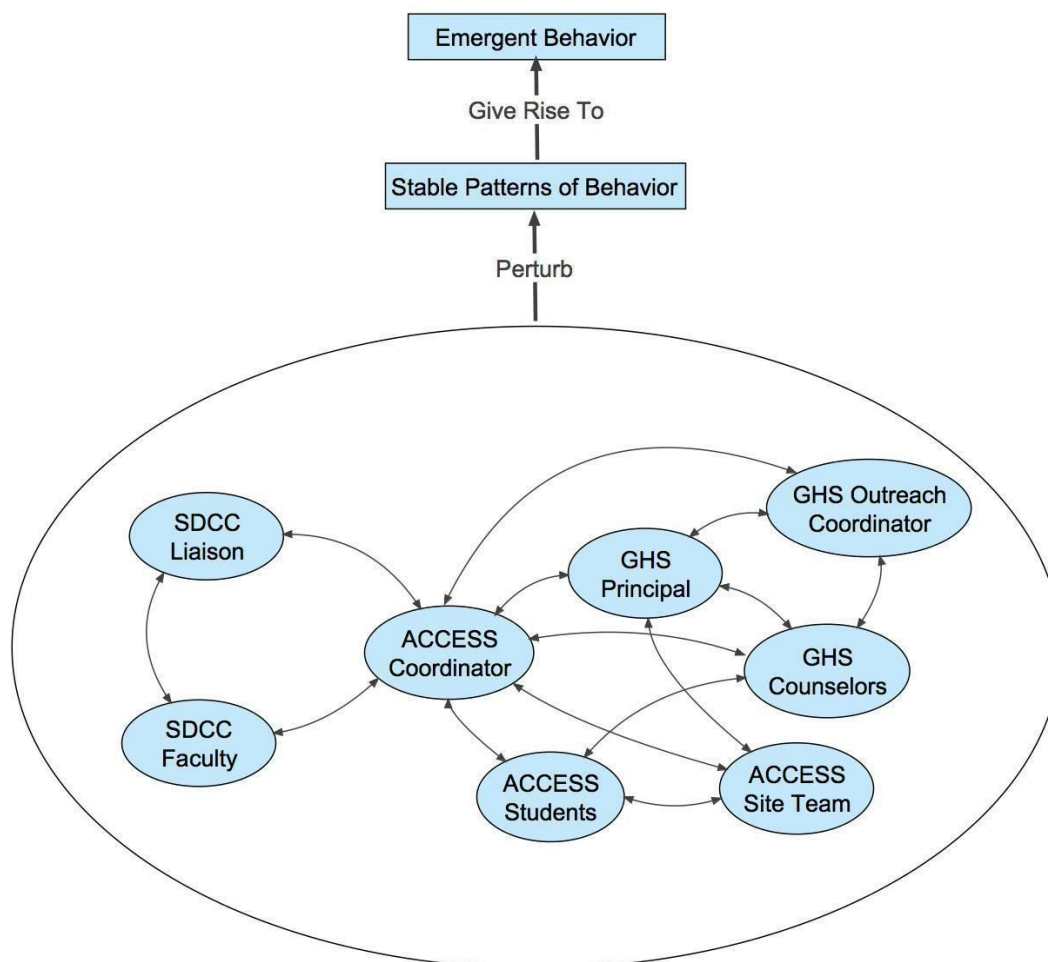 Emergent Behavior
Give Rise To
Stable Patterns of Behavior
Perturb
GHS Outreach
Coordinator
SDCC
Liaison
GHS
Principal
ACCESS
Coordinator
GHS
Counselors
SDCC
Faculty
ACCESS
Students
ACCESS
Site Team